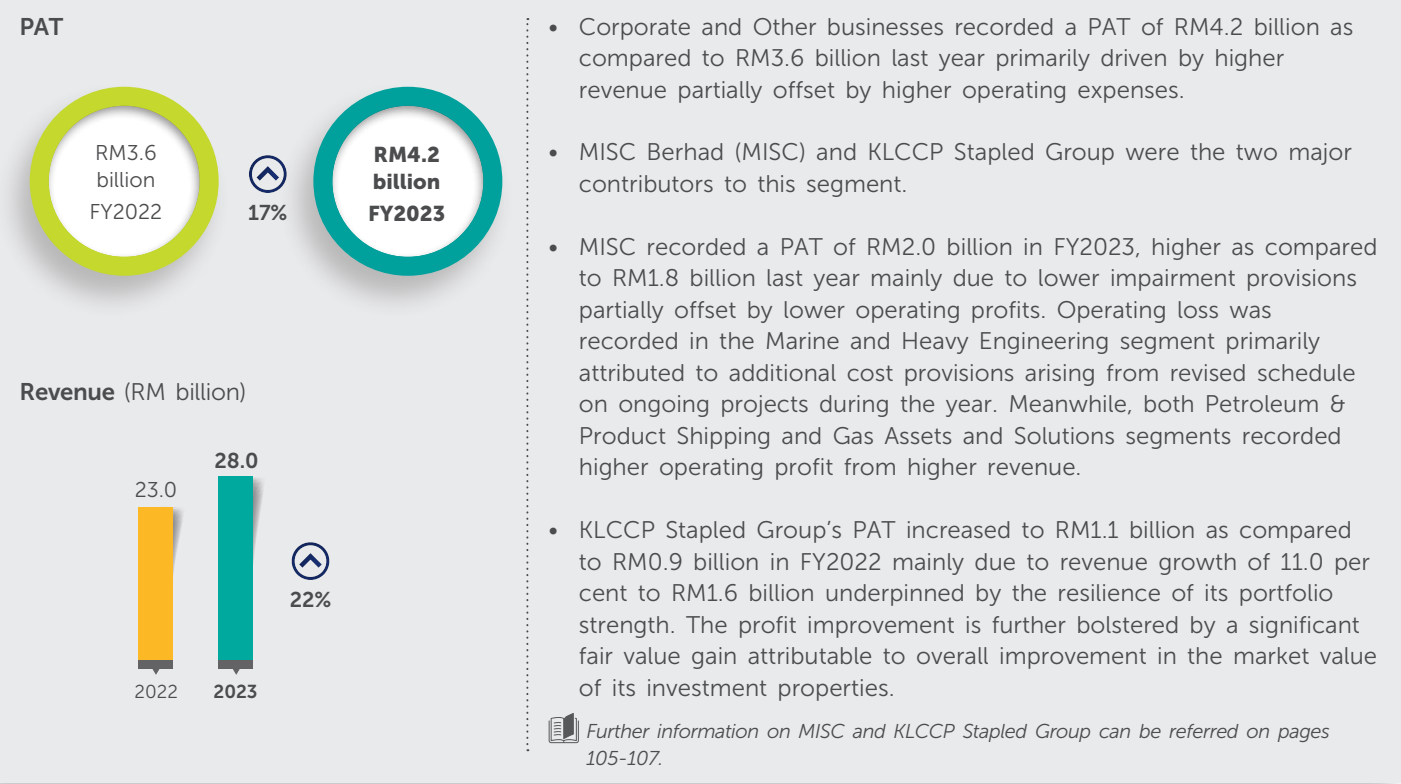 PAT
RM3.6
billion
FY2022
17%
RM4.2
billion
FY2023
Revenue (RM billion)
23.0
28.0
22%
2022
2023
• Corporate and Other businesses recorded a PAT of RM4.2 billion as
compared to RM3.6 billion last year primarily driven by higher
revenue partially offset by higher operating expenses.
• MISC Berhad (MISC) and KLCCP Stapled Group were the two major
contributors to this segment.
• MISC recorded a PAT of RM2.0 billion in FY2023, higher as compared
to RM1.8 billion last year mainly due to lower impairment provisions
partially offset by lower operating profits. Operating loss was
recorded in the Marine and Heavy Engineering segment primarily
attributed to additional cost provisions arising from revised schedule
on ongoing projects during the year. Meanwhile, both Petroleum &
Product Shipping and Gas Assets and Solutions segments recorded
higher operating profit from higher revenue.
• KLCCP Stapled Group's PAT increased to RM1.1 billion as compared
to RM0.9 billion in FY2022 mainly due to revenue growth of 11.0 per
cent to RM1.6 billion underpinned by the resilience of its portfolio
strength. The profit improvement is further bolstered by a significant
fair value gain attributable to overall improvement in the market value
of its investment properties.
Further information on MISC and KLCCP Stapled Group can be referred on pages
105-107.